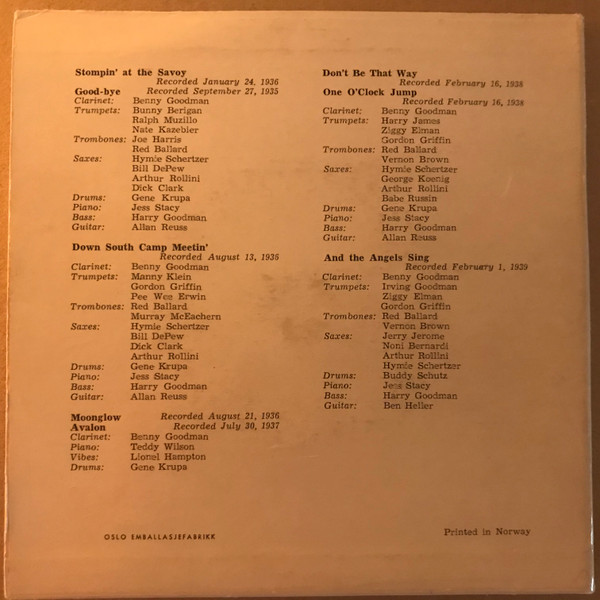 Stompin' at the Savoy
Recorded January 24, 1936
Good-bye Recorded September 27, 1935
Clarinet: Benny Goodman
Trumpets: Bunny Berigan
Ralph Muzillo
Nate Kazebier
Trombones: Joe Harris
Red Ballard
Saxes: Hymie Schertzer
Bill DePew
Arthur Rollini
Dick Clark
Drums: Gene Krupa
Piano: Jess Stacy
Bass: Harry Goodman
Guitar: Allan Reuss
Down South Camp Meetin'
Recorded August 13, 1936
Clarinet: Benny Goodman
Trumpets: Manny Klein
Gordon Griffin
Pee Wee Erwin
Trombones: Red Ballard
Murray McEachern
Saxes: Hymie Schertzer
Bill DePew
Dick Clark
Arthur Rollini
Drums: Gene Krupa
Piano: Jess Stacy
Bass: Harry Goodman
Guitar: Allan Reuss
Moonglow Recorded August 21, 1936
Avalon Recorded July 30, 1937
Clarinet: Benny Goodman
Piano: Teddy Wilson
Vibes: Lionel Hampton
Drums: Gene Krupa
Don't Be That Way
Recorded February 16, 1938
One O'Clock Jump
Recorded February 16, 1938
Clarinet: Benny Goodman
Trumpets: Harry James
Ziggy Elman
Gordon Griffin
Trombones: Red Ballard
Vernon Brown
Saxes: Hymie Schertzer
George Koenig
Arthur Rollini
Babe Russin
Drums: Gene Krupa
Piano: Jess Stacy
Bass: Harry Goodman
Guitar: Allan Reuss
And the Angels Sing
Recorded February 1, 1939
Clarinet: Benny Goodman
Trumpets: Irving Goodman
Ziggy Elman
Gordon Griffin
Trombones: Red Ballard
Vernon Brown
Saxes: Jerry Jerome
Noni Bernardi
Arthur Rollini
Hymie Schertzer
Drums: Buddy Schutz
Piano: Jess Stacy
Bass: Harry Goodman
Guitar: Ben Heller
OSLO EMBALLASJEFABRIKK
Printed in Norway